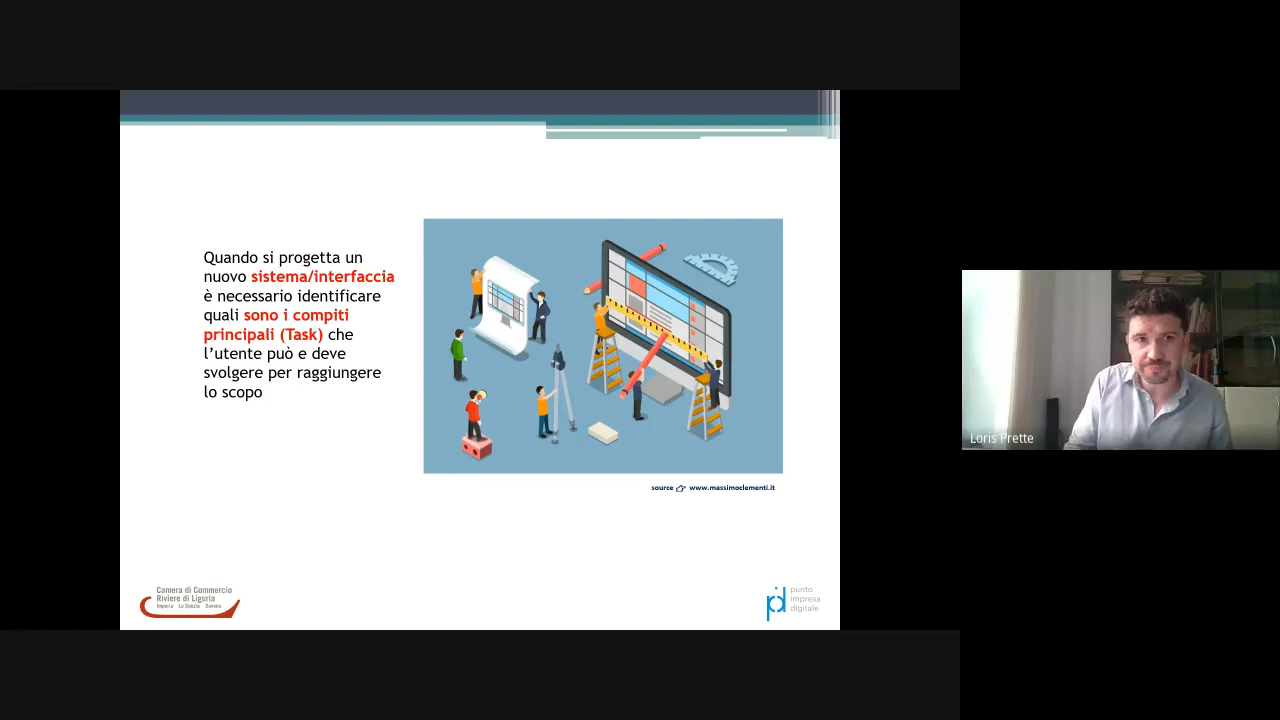 Quando si progetta un
nuovo sistema/interfaccia
è necessario identificare
quali sono i compiti
principali (Task) che
l’utente può e deve
svolgere per raggiungere
lo scopo
source www.massimoclementi.it
Camera di Commercio
Riviere di Liguria
Imperia La Spezia Savona
pid
punto
impresa
digitale
Loris Prette